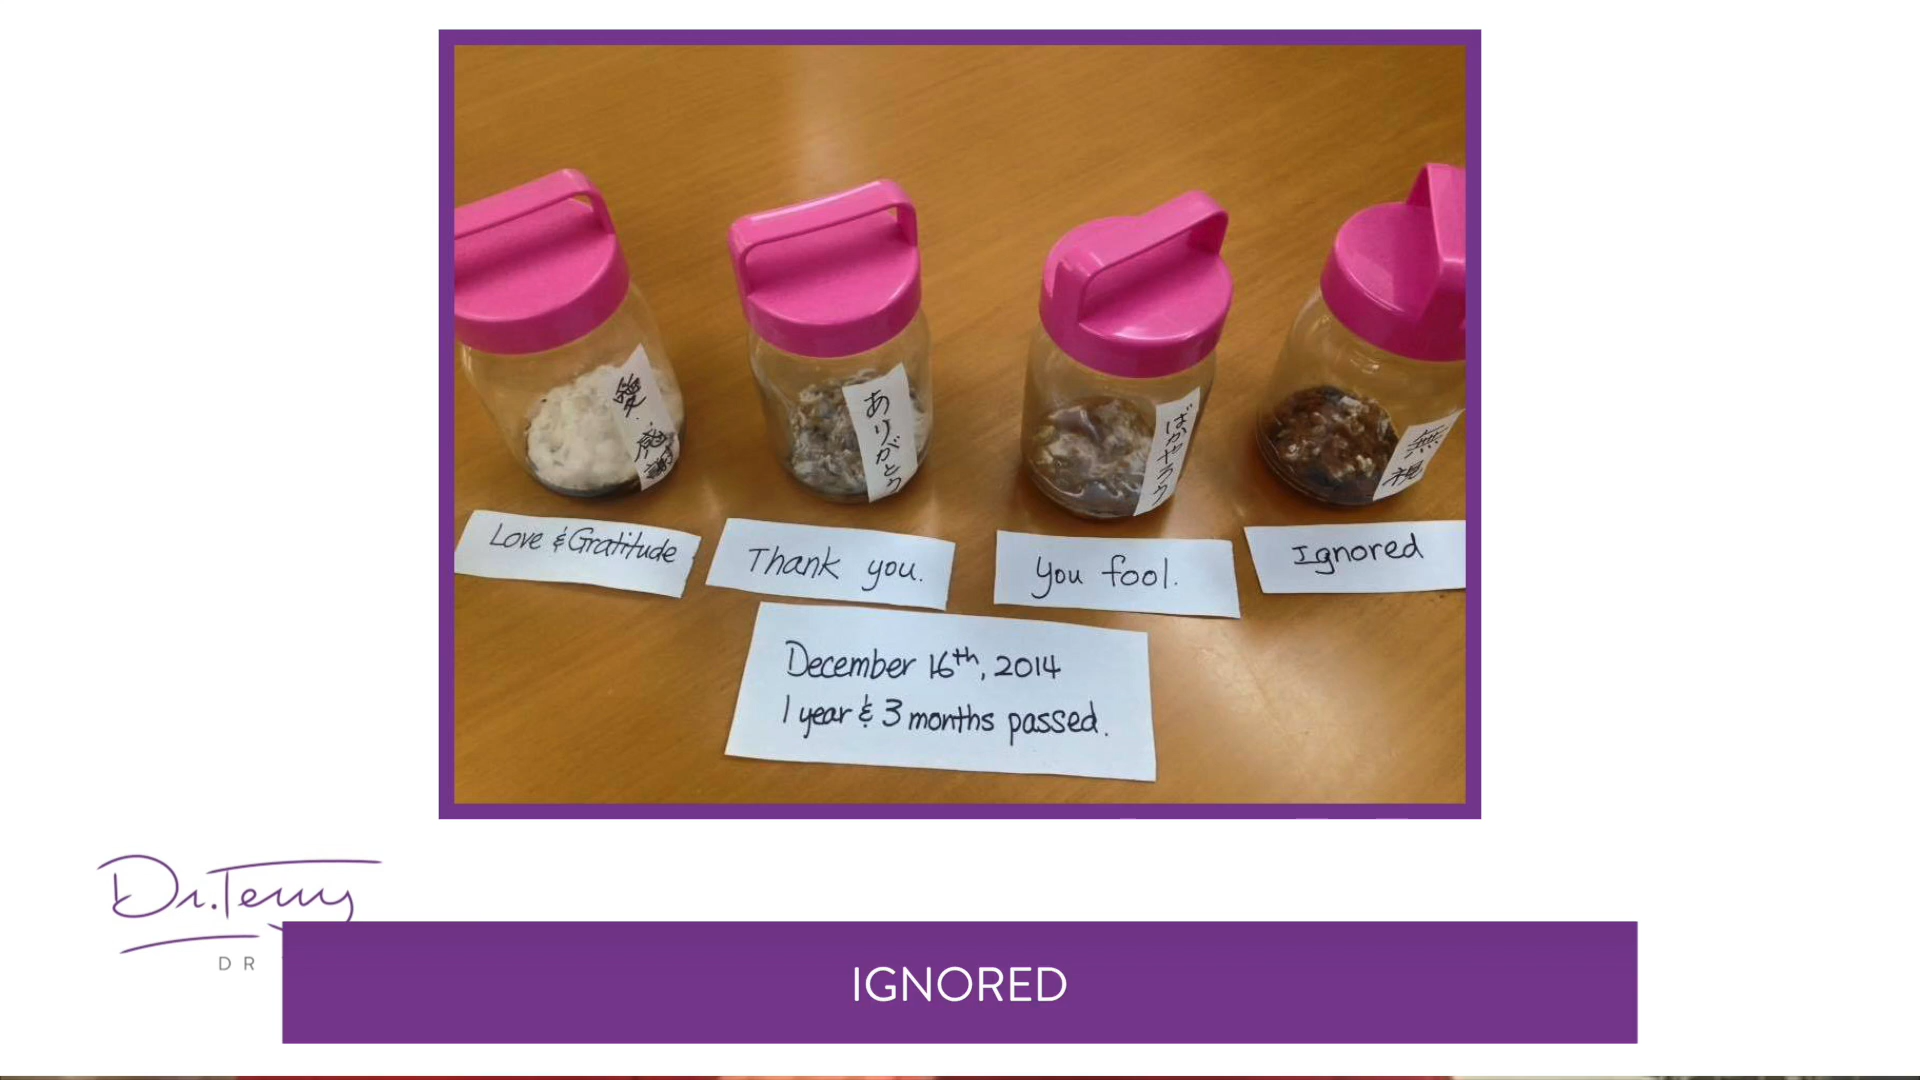 愛・感謝
ありがとう
ばかやろう
無視
Love & Gratitude
Thank you.
You fool.
Ignored
December 16th, 2014
1 year & 3 months passed.
Dr. Terry
DR
IGNORED